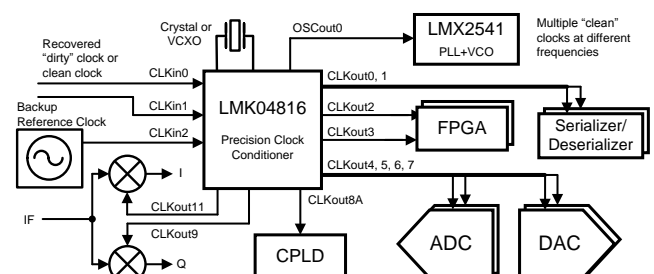 Crystal or
VCXO
OSCout0
LMX2541
PLL+VCO
Multiple “clean”
clocks at different
frequencies
Recovered
“dirty” clock or
clean clock
CLKin0
CLKout0, 1
CLKin1
LMK04816
CLKout2
Backup
Reference Clock
CLKin2
Precision Clock
Conditioner
CLKout3
FPGA
Serializer/
Deserializer
CLKout4, 5, 6, 7
I
CLKout11
CLKout8A
IF
CLKout9
CPLD
ADC
DAC
Q